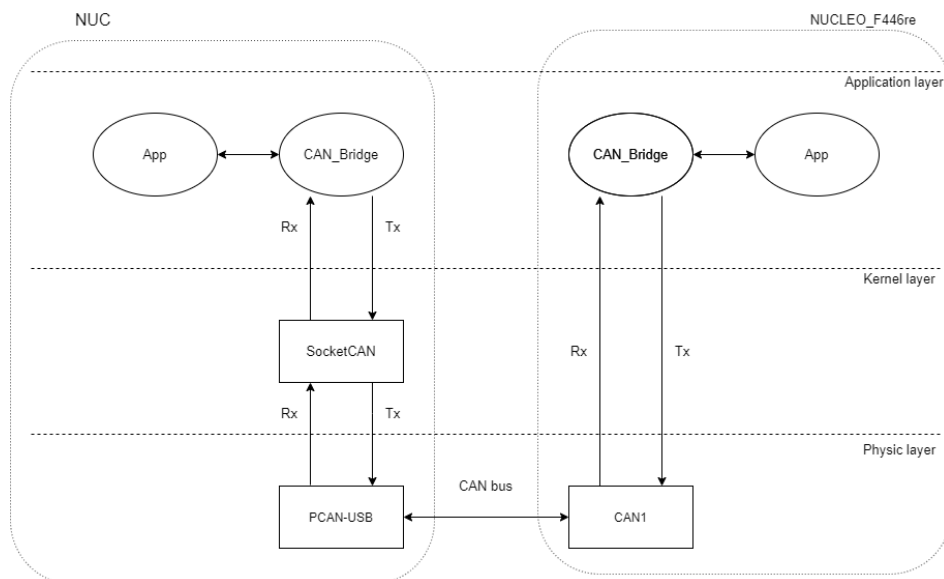 NUC
NUCLEO_F446re
Application layer
App
CAN_Bridge
CAN_Bridge
App
Rx
Tx
Kernel layer
SocketCAN
Rx
Tx
Rx
Tx
Physic layer
CAN bus
PCAN-USB
CAN1